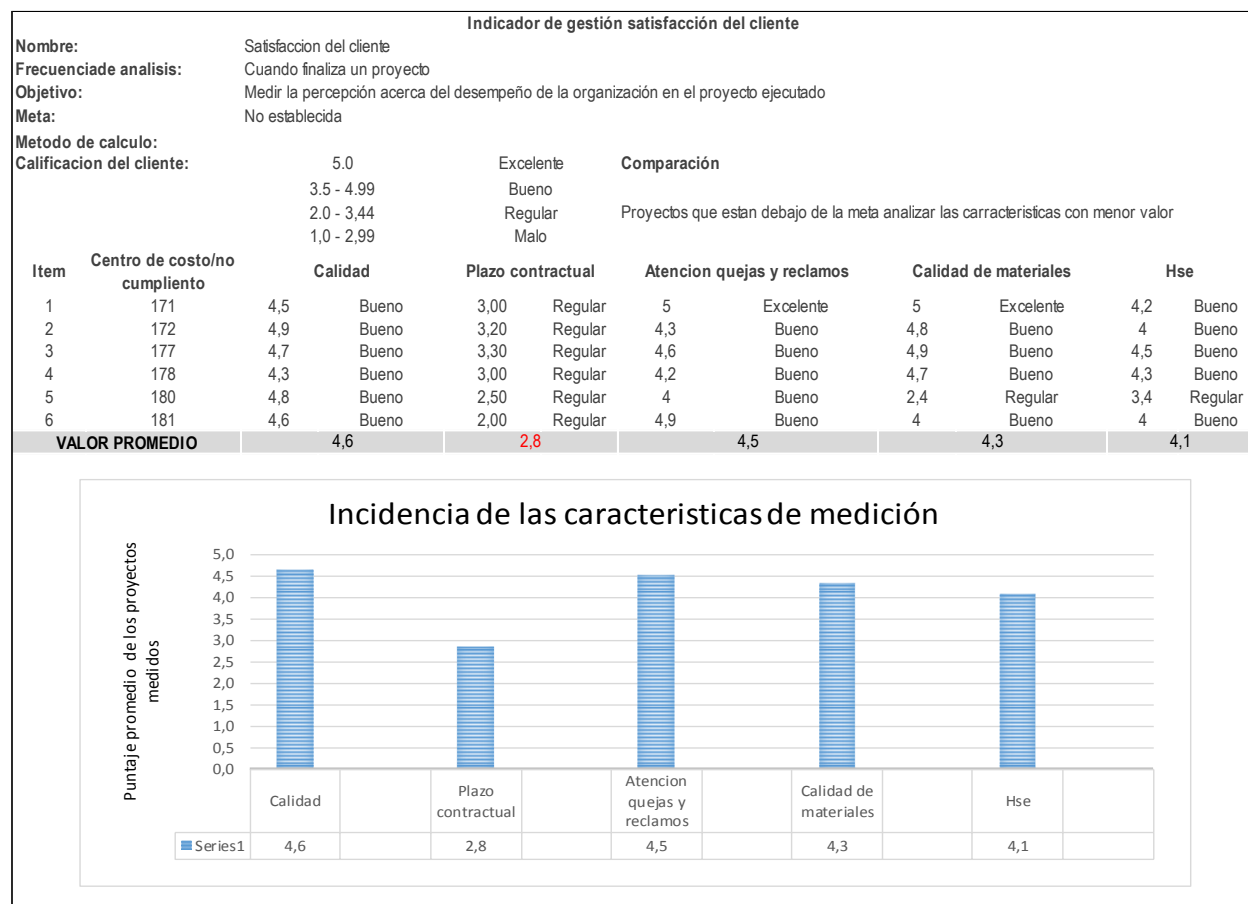 Indicador de gestión satisfacción del cliente
Nombre: Satisfaccion del cliente
Frecuenciade analisis: Cuando finaliza un proyecto
Objetivo: Medir la percepción acerca del desempeño de la organización en el proyecto ejecutado
Meta: No establecida
Metodo de calculo:
Calificacion del cliente: 5.0 Excelente Comparación
3.5 - 4.99 Bueno
2.0 - 3,44 Regular Proyectos que estan debajo de la meta analizar las carracteristicas con menor valor
1,0 - 2,99 Malo
Item Centro de costo/no cumpliento Calidad Plazo contractual Atencion quejas y reclamos Calidad de materiales Hse
1 171 4,5 Bueno 3,00 Regular 5 Excelente 5 Excelente 4,2 Bueno
2 172 4,9 Bueno 3,20 Regular 4,3 Bueno 4,8 Bueno 4 Bueno
3 177 4,7 Bueno 3,30 Regular 4,6 Bueno 4,9 Bueno 4,5 Bueno
4 178 4,3 Bueno 3,00 Regular 4,2 Bueno 4,7 Bueno 4,3 Bueno
5 180 4,8 Bueno 2,50 Regular 4 Bueno 2,4 Regular 3,4 Regular
6 181 4,6 Bueno 2,00 Regular 4,9 Bueno 4 Bueno 4 Bueno
VALOR PROMEDIO 4,6 2,8 4,5 4,3 4,1
Incidencia de las caracteristicas de medición
Puntaje promedio de los proyectos
medidos
5,0
4,5
4,0
3,5
3,0
2,5
2,0
1,5
1,0
0,5
0,0
Calidad
Plazo
contractual
Atencion
quejas y
reclamos
Calidad de
materiales
Hse
Series1 4,6 2,8 4,5 4,3 4,1